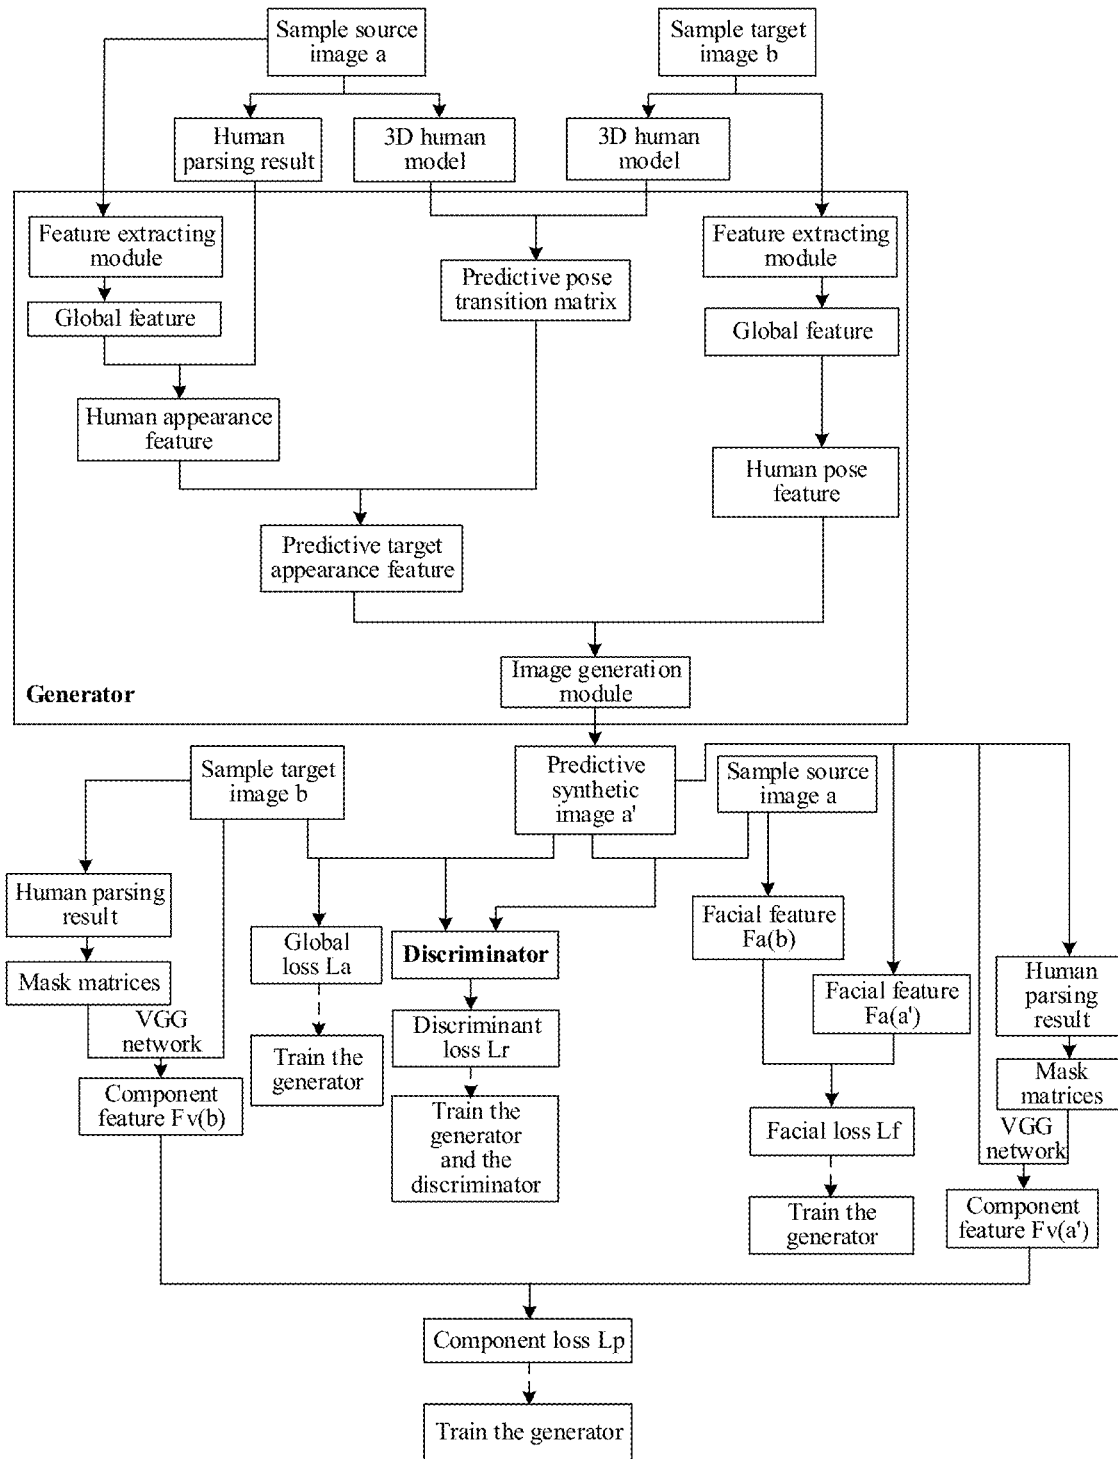 Sample source
image a
Sample target
image b
Human
parsing result
3D human
model
3D human
model
Feature extracting
module
Feature extracting
module
Predictive pose
transition matrix
Global feature
Global feature
Human appearance
feature
Human pose
feature
Predictive target
appearance feature
Image generation
module
Generator
Sample target
image b
Predictive
synthetic
image a'
Sample source
image a
Human parsing
result
Facial feature
Fa(b)
Global
loss La
Discriminator
Mask matrices
Facial feature
Fa(a')
Human
parsing
result
VGG
network
Discriminant
loss Lr
Train the
generator
Mask
matrices
Component
feature Fv(b)
Train the
generator
and the
discriminator
Facial loss Lf
VGG
network
Train the
generator
Component
feature Fv(a')
Component loss Lp
Train the generator